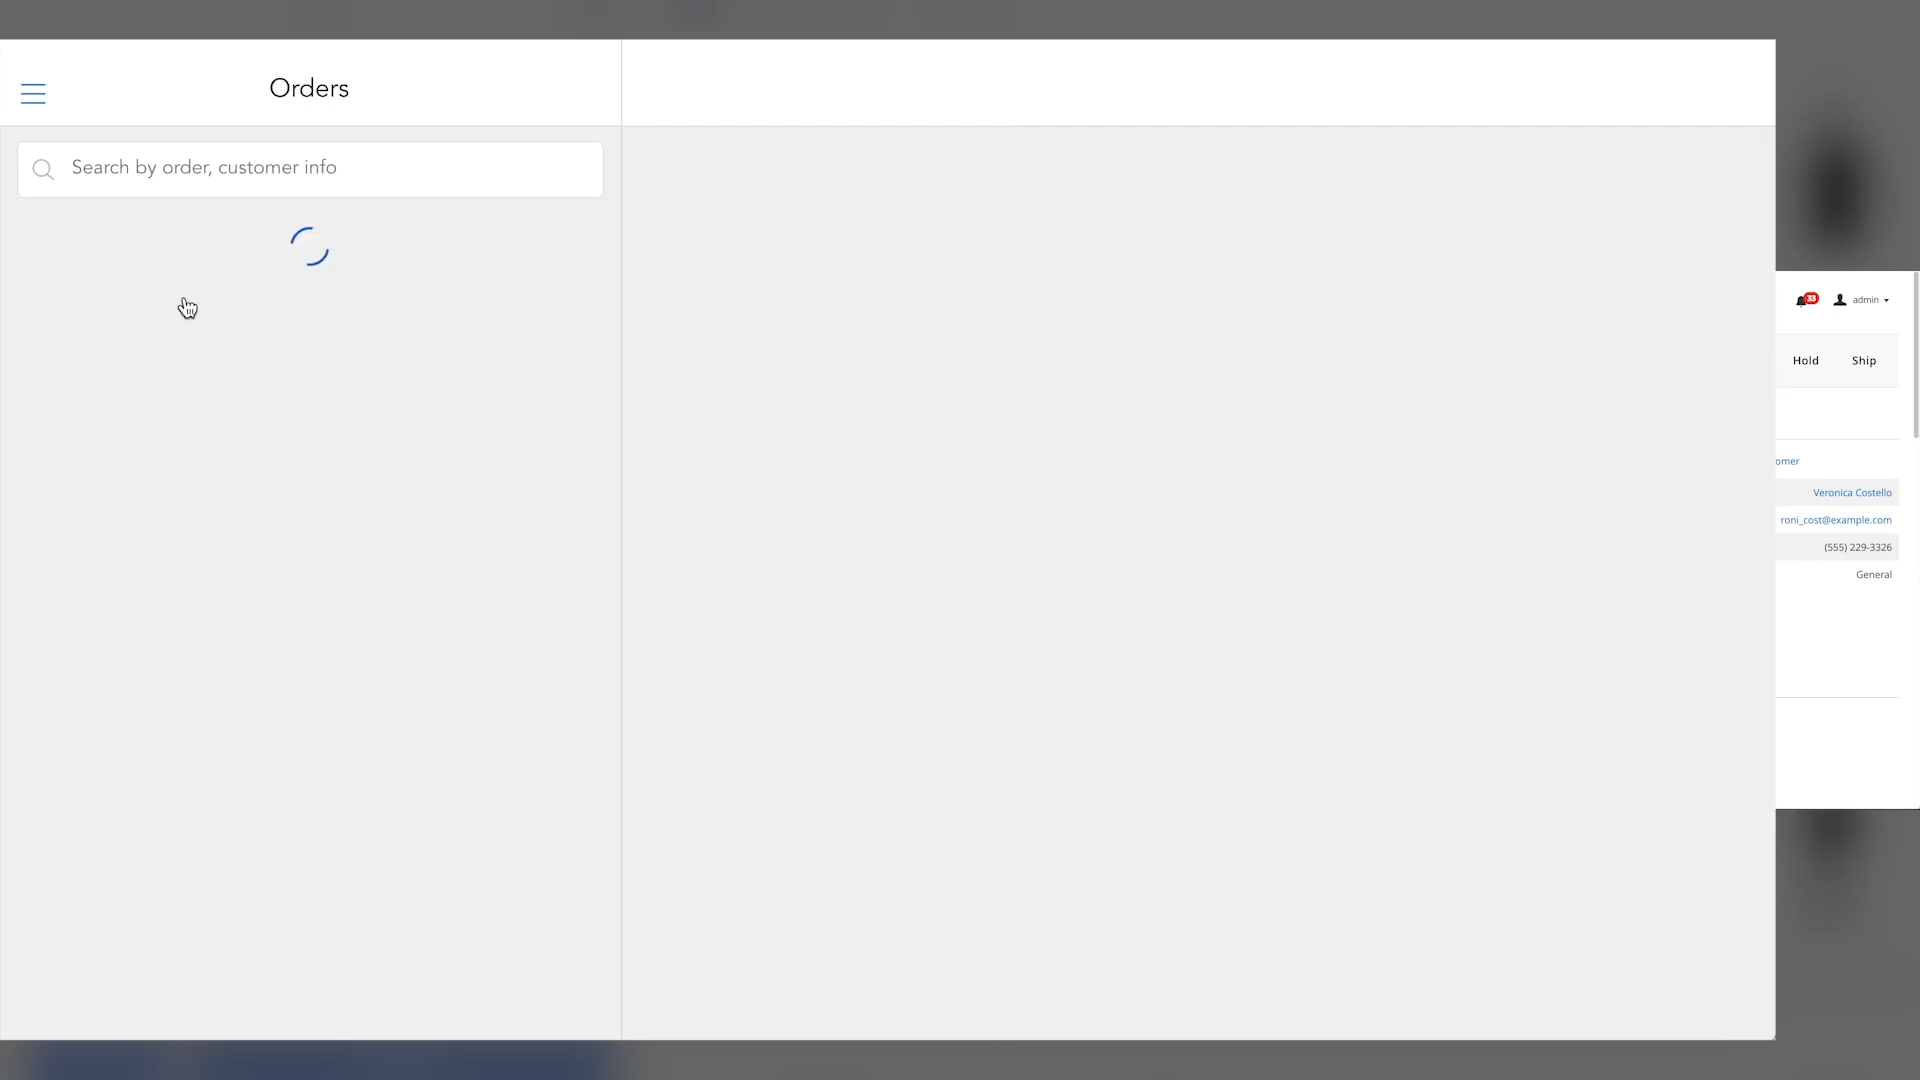 Orders
Search by order, customer info
33
admin
Hold
Ship
omer
Veronica Costello
roni_cost@example.com
(555) 229-3326
General